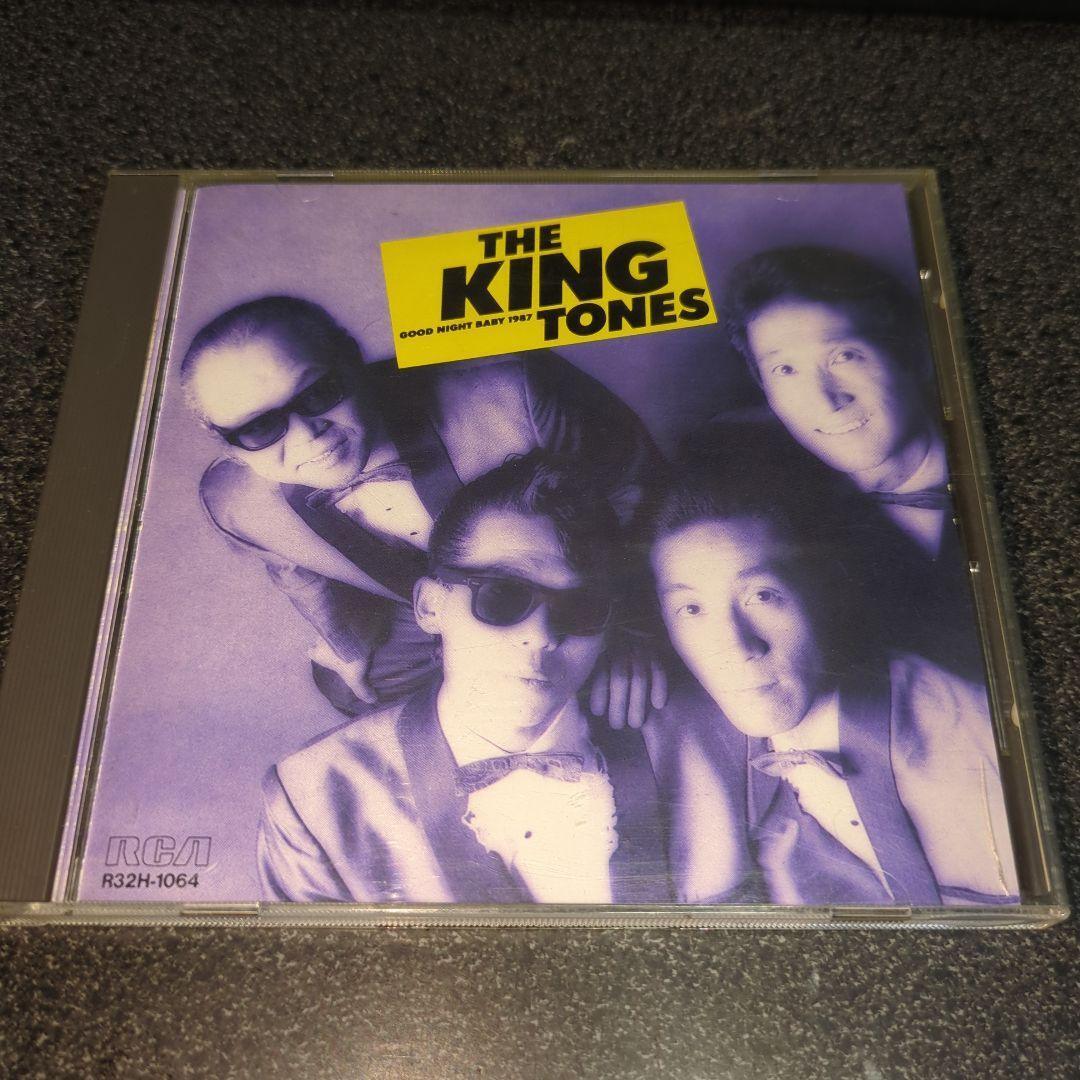 THE
KING
GOOD NIGHT BABY 1987
TONES
RCA
R32H-1064